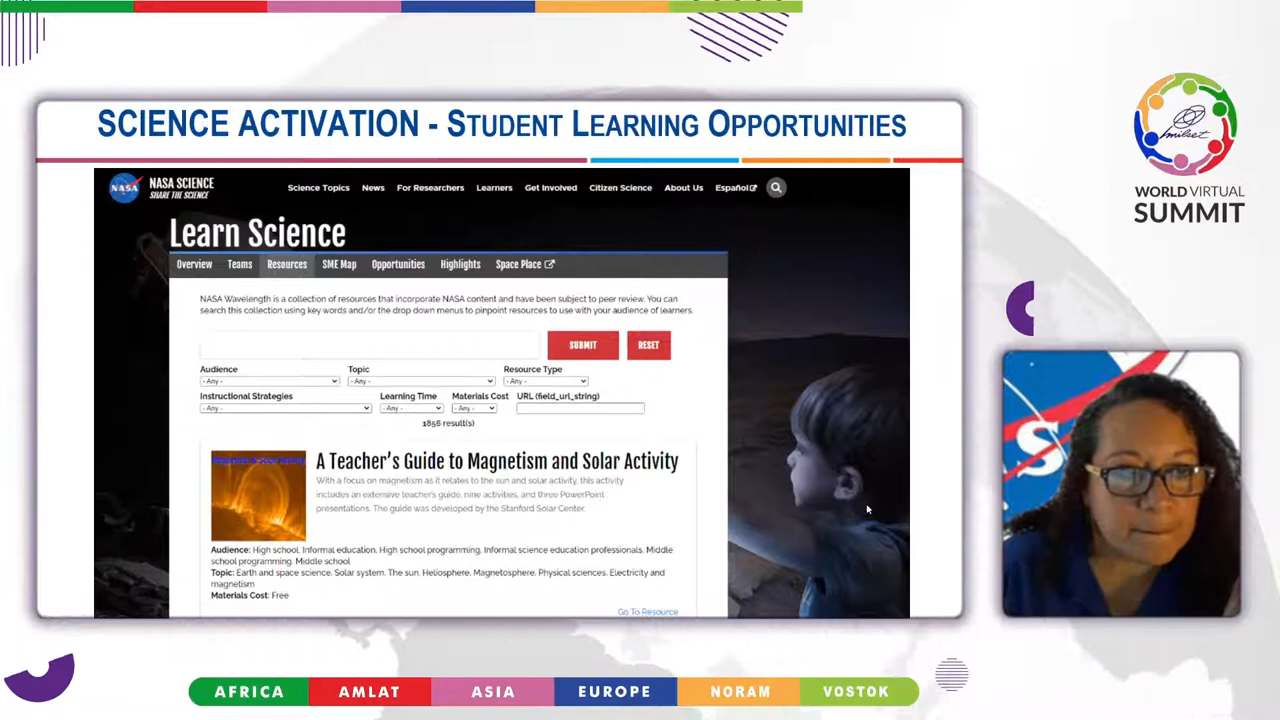 SCIENCE ACTIVATION - STUDENT LEARNING OPPORTUNITIES
milset
WORLD VIRTUAL
SUMMIT
NASA
NASA SCIENCE
SHARE THE SCIENCE
Science Topics News For Researchers Learners Get Involved Citizen Science About Us Español
Learn Science
Overview Teams Resources SME Map Opportunities Highlights Space Place
NASA Wavelength is a collection of resources that incorporate NASA content and have been subject to peer review. You can
search this collection using key words and/or the drop down menus to pinpoint resources to use with your audience of learners.
SUBMIT RESET
Audience Topic Resource Type
- Any - - Any - - Any -
Instructional Strategies Learning Time Materials Cost URL (field_url_string)
- Any - - Any - - Any -
1856 result(s)
A Teacher's Guide to Magnetism and Solar Activity
With a focus on magnetism as it relates to the sun and solar activity, this activity
includes an extensive teacher's guide, nine activities, and three PowerPoint
presentations. The guide was developed by the Stanford Solar Center.
Audience: High school, Informal education, High school programming, Informal science education professionals, Middle
school programming, Middle school
Topic: Earth and space science, Solar system, The sun, Heliosphere, Magnetosphere, Physical sciences, Electricity and
magnetism
Materials Cost: Free
Go To Resource
S
AFRICA AMLAT ASIA EUROPE NORAM VOSTOK